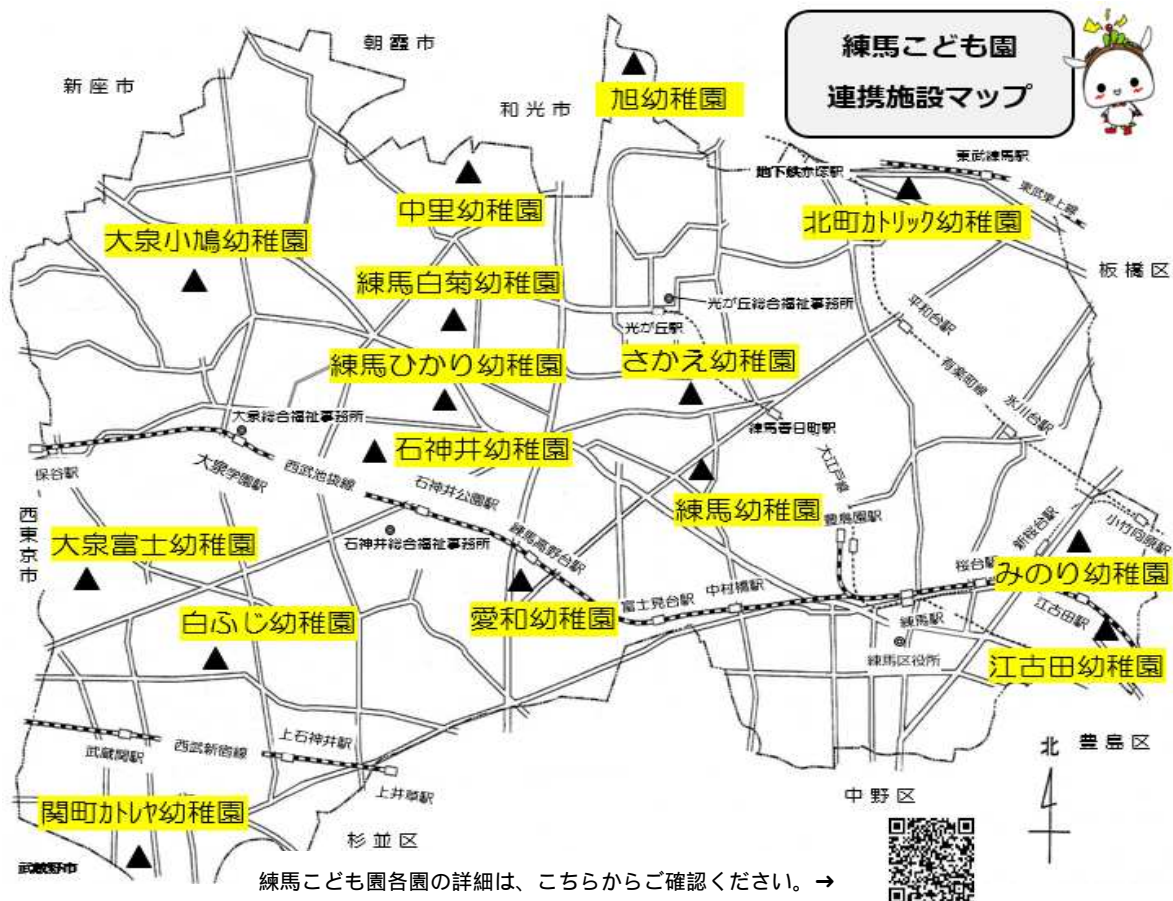 練馬こども園
連携施設マップ
朝霞市
新座市
和光市
旭幼稚園
東武練馬駅
地下鉄赤塚駅
東武東上線
中里幼稚園
北町カトリック幼稚園
大泉小鳩幼稚園
板橋区
練馬白菊幼稚園
光が丘総合福祉事務所
平和台駅
光が丘駅
練馬ひかり幼稚園
さかえ幼稚園
有楽町線
氷川台駅
大泉総合福祉事務所
練馬春日町駅
石神井幼稚園
保谷駅
大泉学園駅
西武池袋線
石神井公園駅
大江戸線
練馬幼稚園
西東京市
豊島園駅
新桜台駅
小竹向原駅
大泉富士幼稚園
石神井総合福祉事務所
練馬高野台駅
桜台駅
みのり幼稚園
愛和幼稚園
富士見台駅
中村橋駅
白ふじ幼稚園
練馬駅
江古田駅
練馬区役所
江古田幼稚園
武蔵関駅
西武新宿線
上石神井駅
上井草駅
北
豊島区
中野区
関町カトレヤ幼稚園
杉並区
武蔵野市
練馬こども園各園の詳細は、こちらからご確認ください。→